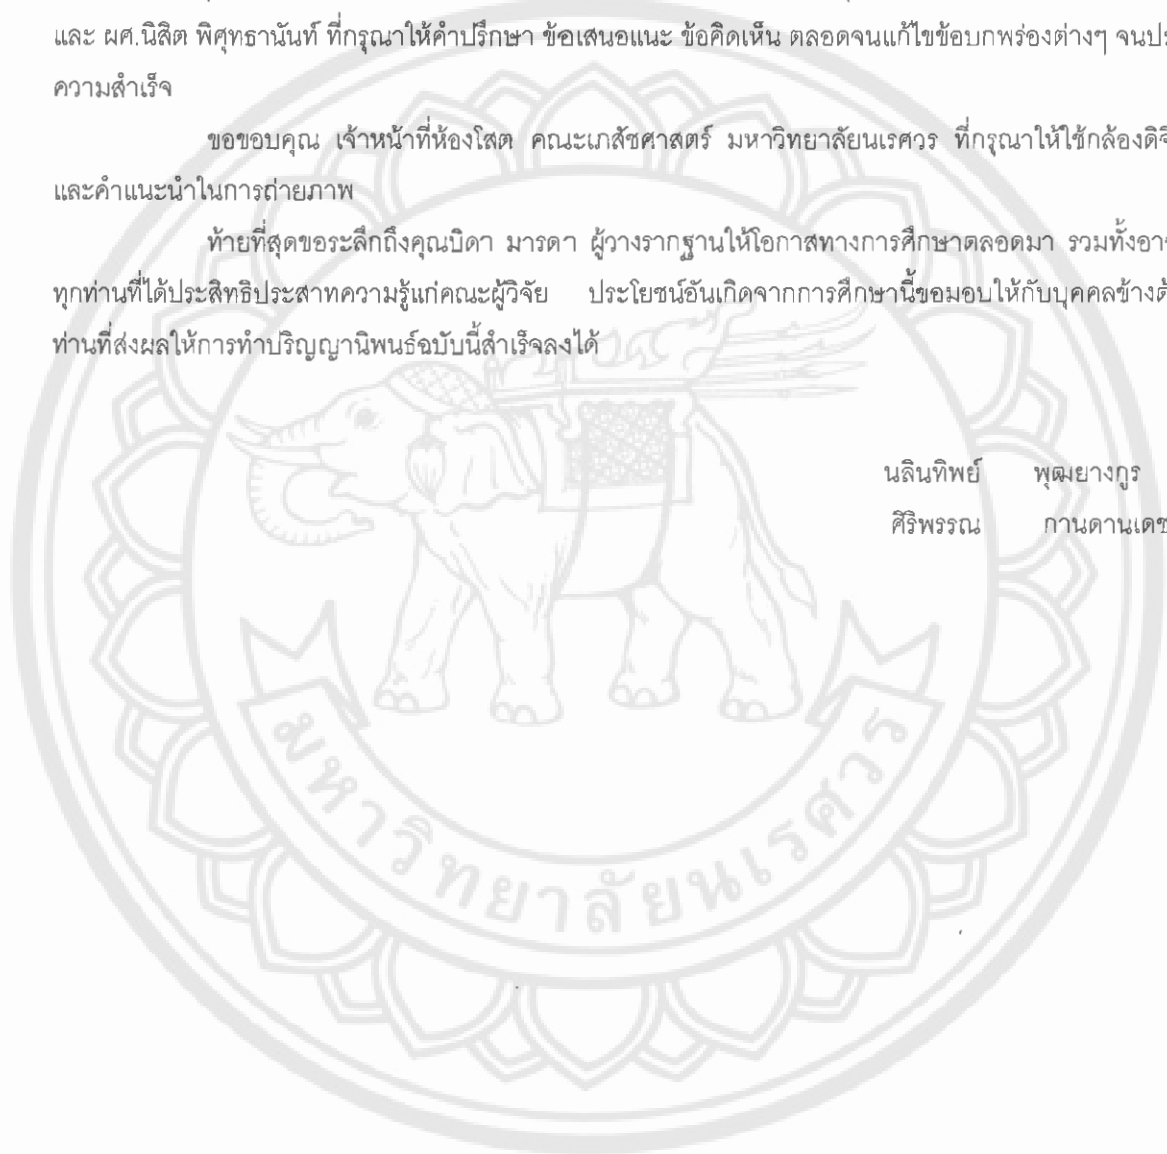 และ ผศ.นิสิต พิศุทธานันท์ ที่กรุณาให้คำปรึกษา ข้อเสนอแนะ ข้อคิดเห็น ตลอดจนแก้ไขข้อบกพร่องต่างๆ จนประ
ความสำเร็จ
ขอขอบคุณ เจ้าหน้าที่ห้องโสต คณะเภสัชศาสตร์ มหาวิทยาลัยนเรศวร ที่กรุณาให้ใช้กล้องดิจิ
และคำแนะนำในการถ่ายภาพ
ท้ายที่สุดขอระลึกถึงคุณบิดา มารดา ผู้วางรากฐานให้โอกาสทางการศึกษาตลอดมา รวมทั้งอาจ
ทุกท่านที่ได้ประสิทธิประสาทความรู้แก่คณะผู้วิจัย ประโยชน์อันเกิดจากการศึกษานี้ขอมอบให้กับบุคคลข้างต้
ท่านที่ส่งผลให้การทำปริญญานิพนธ์ฉบับนี้สำเร็จลงได้
นลินทิพย์ พุฒยางกูร
ศิริพรรณ กานดานเดช
มหาวิทยาลัยนเรศวร